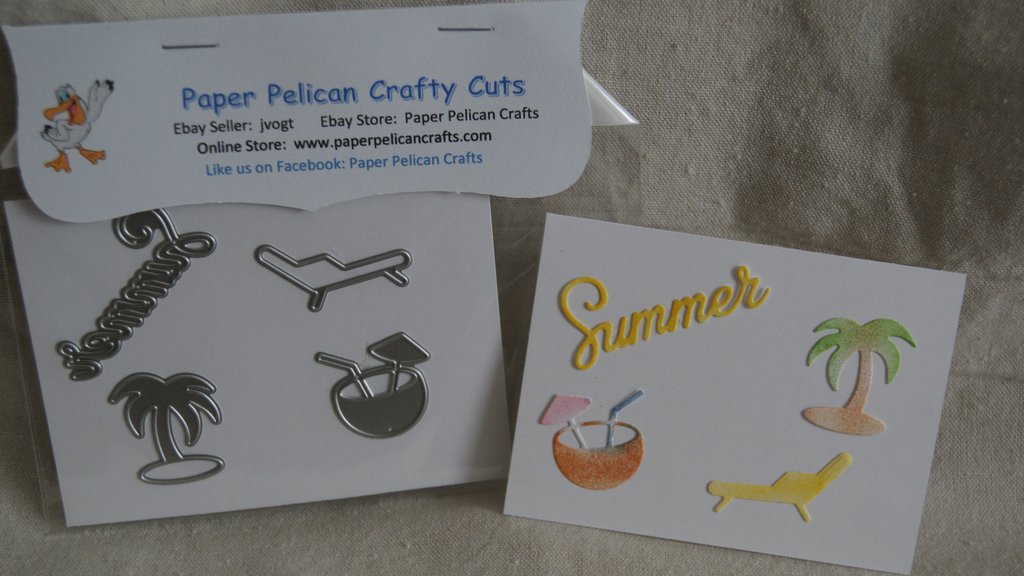 Paper Pelican Crafty Cuts
Ebay Seller: jvogt Ebay Store: Paper Pelican Crafts
Online Store: www.paperpelicancrafts.com
Like us on Facebook: Paper Pelican Crafts
Summer
Summer